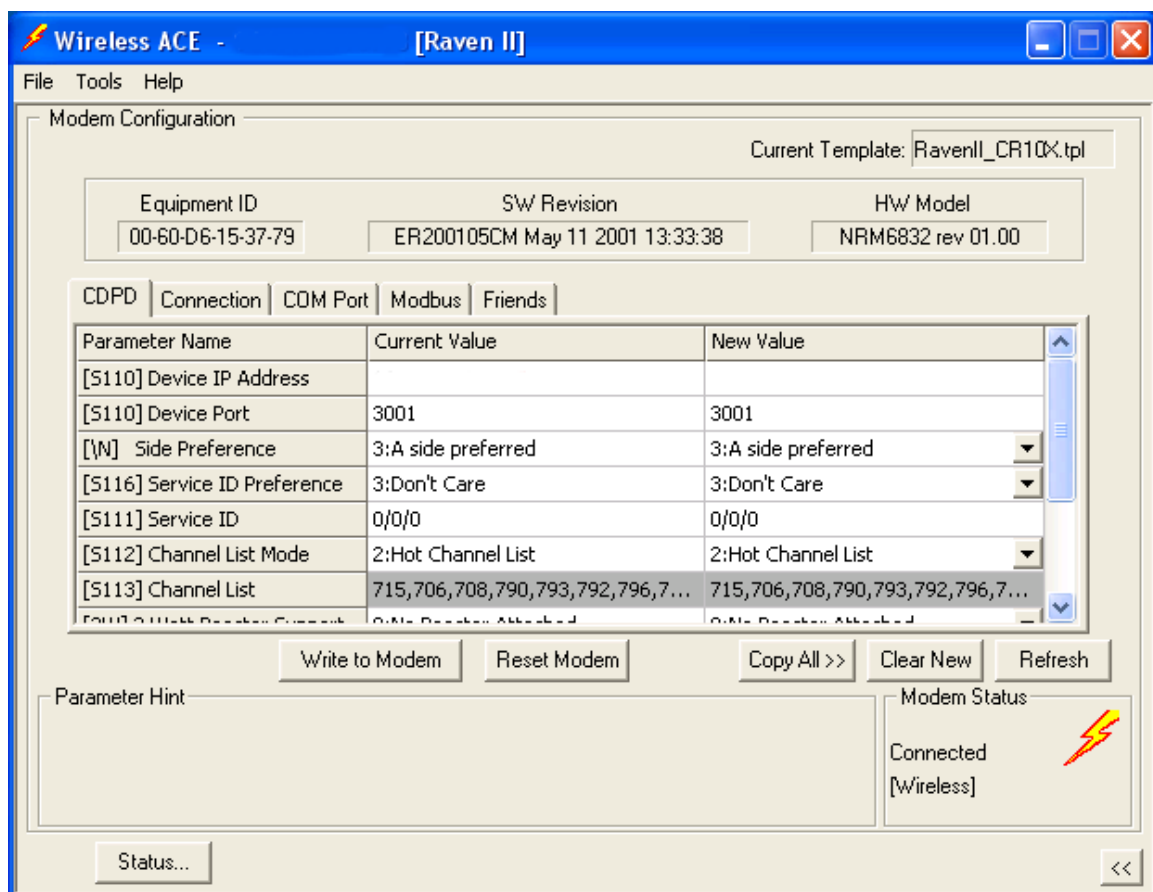 Wireless ACE - [Raven II]
File Tools Help
Modem Configuration
Current Template: RavenII_CR10X.tpl
Equipment ID SW Revision HW Model
00-60-D6-15-37-79 ER200105CM May 11 2001 13:33:38 NRM6832 rev 01.00
CDPD Connection COM Port Modbus Friends
Parameter Name Current Value New Value
[S110] Device IP Address
[S110] Device Port 3001 3001
[\N] Side Preference 3:A side preferred 3:A side preferred
[S116] Service ID Preference 3:Don't Care 3:Don't Care
[S111] Service ID 0/0/0 0/0/0
[S112] Channel List Mode 2:Hot Channel List 2:Hot Channel List
[S113] Channel List 715,706,708,790,793,792,796,7... 715,706,708,790,793,792,796,7...
Write to Modem Reset Modem Copy All >> Clear New Refresh
Parameter Hint Modem Status
Connected
[Wireless]
Status... <<